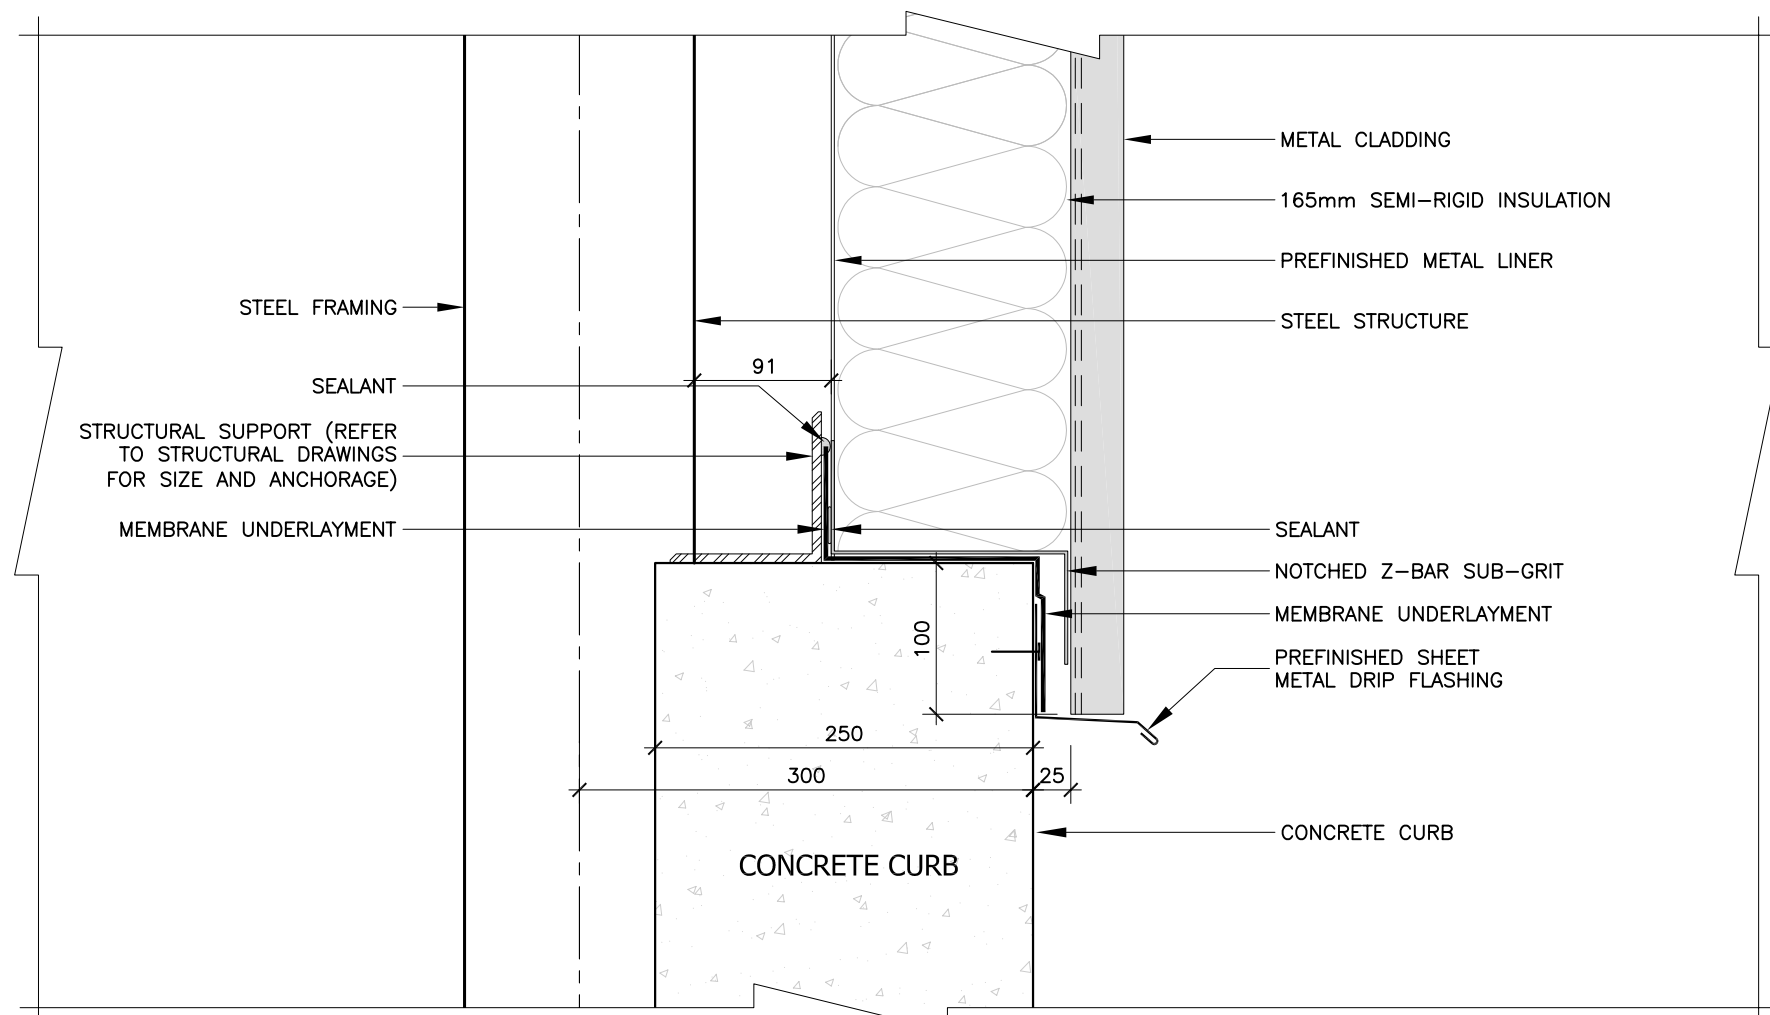 METAL CLADDING
165mm SEMI-RIGID INSULATION
PREFINISHED METAL LINER
STEEL FRAMING
STEEL STRUCTURE
91
SEALANT
STRUCTURAL SUPPORT (REFER
TO STRUCTURAL DRAWINGS
FOR SIZE AND ANCHORAGE)
MEMBRANE UNDERLAYMENT
SEALANT
NOTCHED Z-BAR SUB-GRIT
MEMBRANE UNDERLAYMENT
100
PREFINISHED SHEET
METAL DRIP FLASHING
250
300
25
CONCRETE CURB
CONCRETE CURB